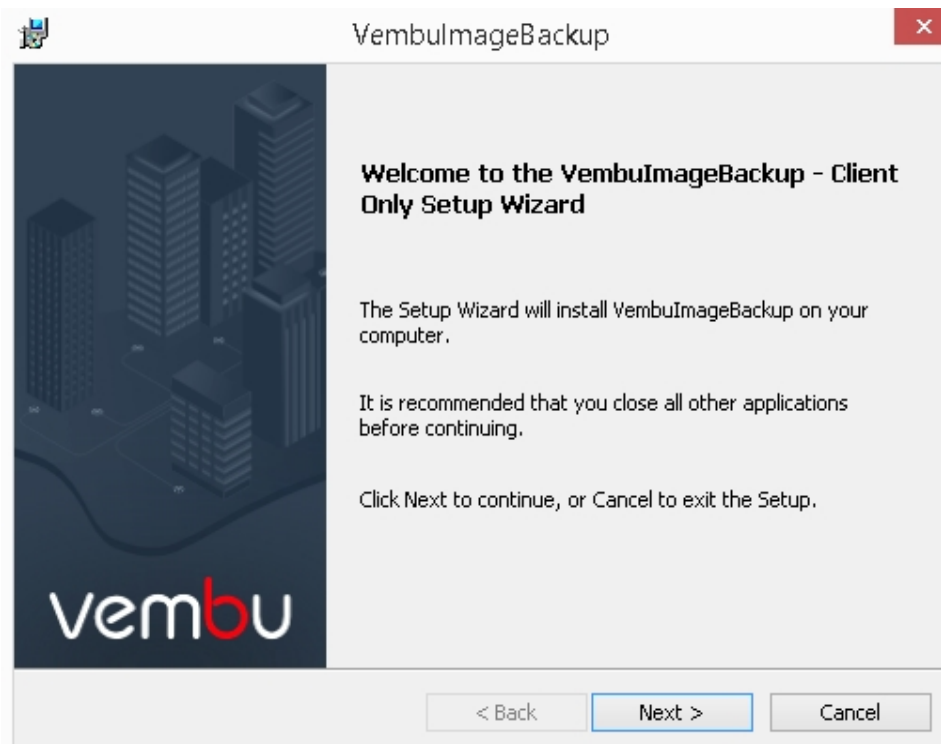 VembuImageBackup
Welcome to the VembuImageBackup - Client
Only Setup Wizard
The Setup Wizard will install VembuImageBackup on your
computer.
It is recommended that you close all other applications
before continuing.
Click Next to continue, or Cancel to exit the Setup.
vembu
< Back
Next >
Cancel